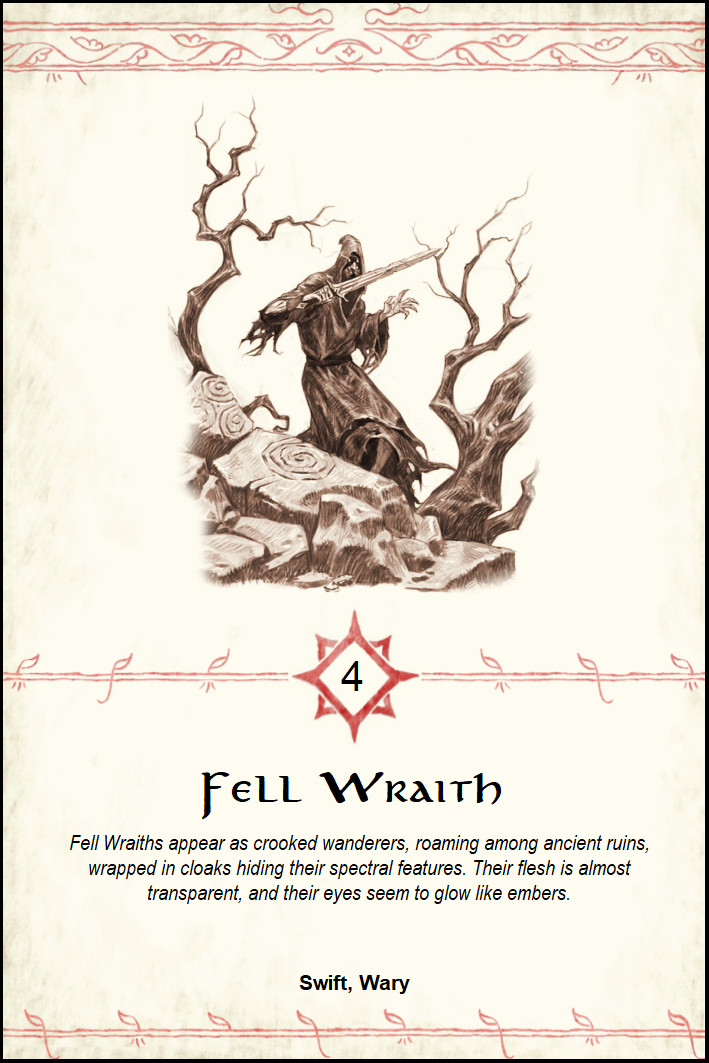 4
Fell Wraith
Fell Wraiths appear as crooked wanderers, roaming among ancient ruins,
wrapped in cloaks hiding their spectral features. Their flesh is almost
transparent, and their eyes seem to glow like embers.
Swift, Wary